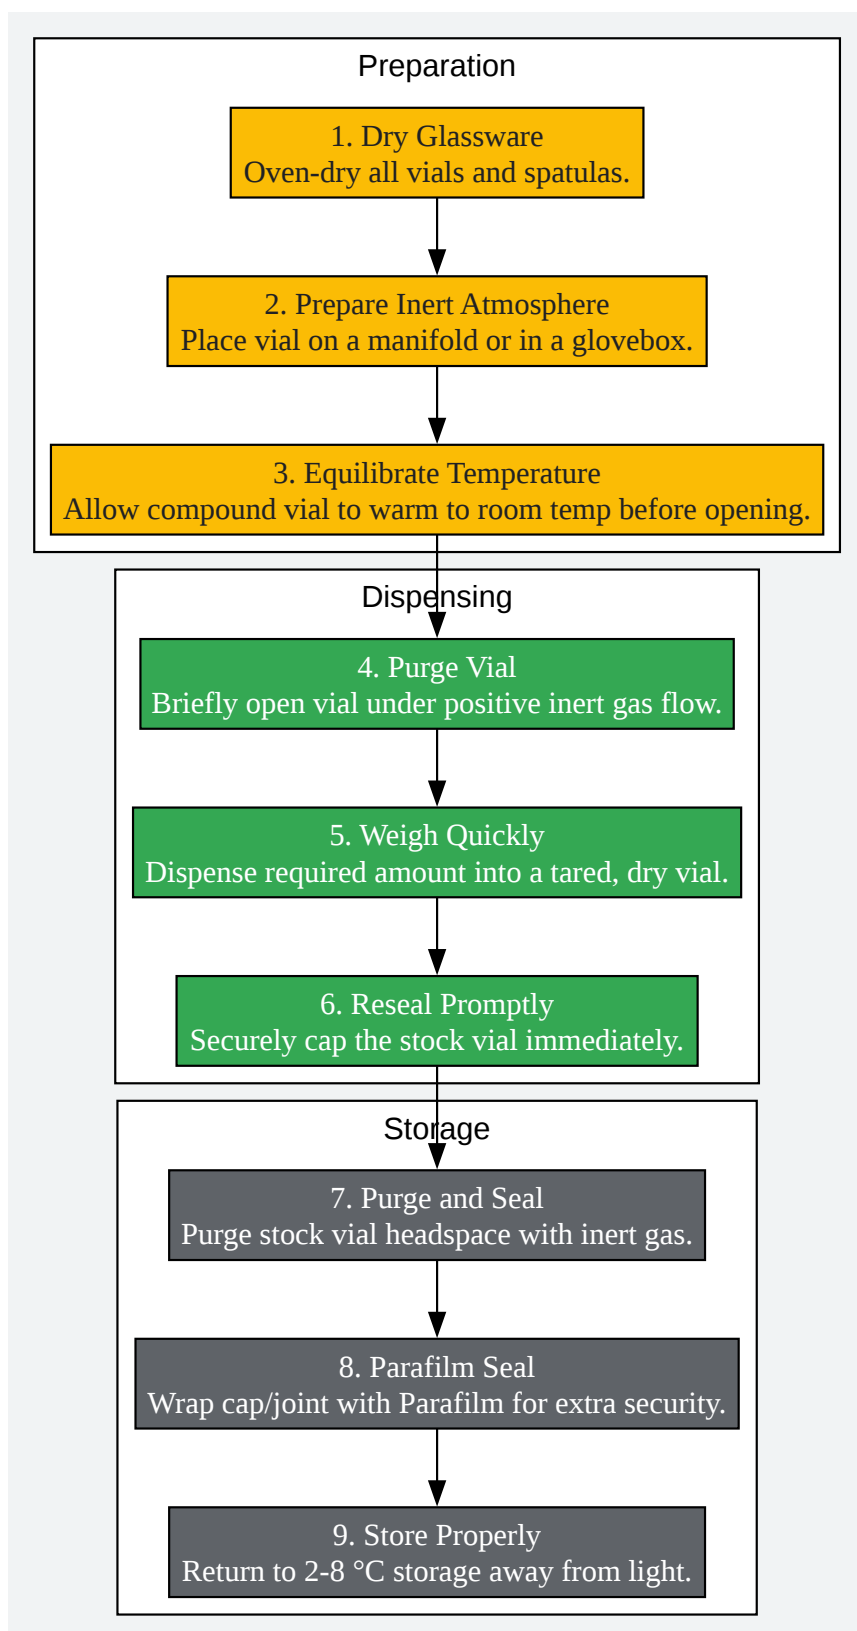 Preparation
1. Dry Glassware
Oven-dry all vials and spatulas.
2. Prepare Inert Atmosphere
Place vial on a manifold or in a glovebox.
3. Equilibrate Temperature
Allow compound vial to warm to room temp before opening.
Dispensing
4. Purge Vial
Briefly open vial under positive inert gas flow.
5. Weigh Quickly
Dispense required amount into a tared, dry vial.
6. Reseal Promptly
Securely cap the stock vial immediately.
Storage
7. Purge and Seal
Purge stock vial headspace with inert gas.
8. Parafilm Seal
Wrap cap/joint with Parafilm for extra security.
9. Store Properly
Return to 2-8 °C storage away from light.